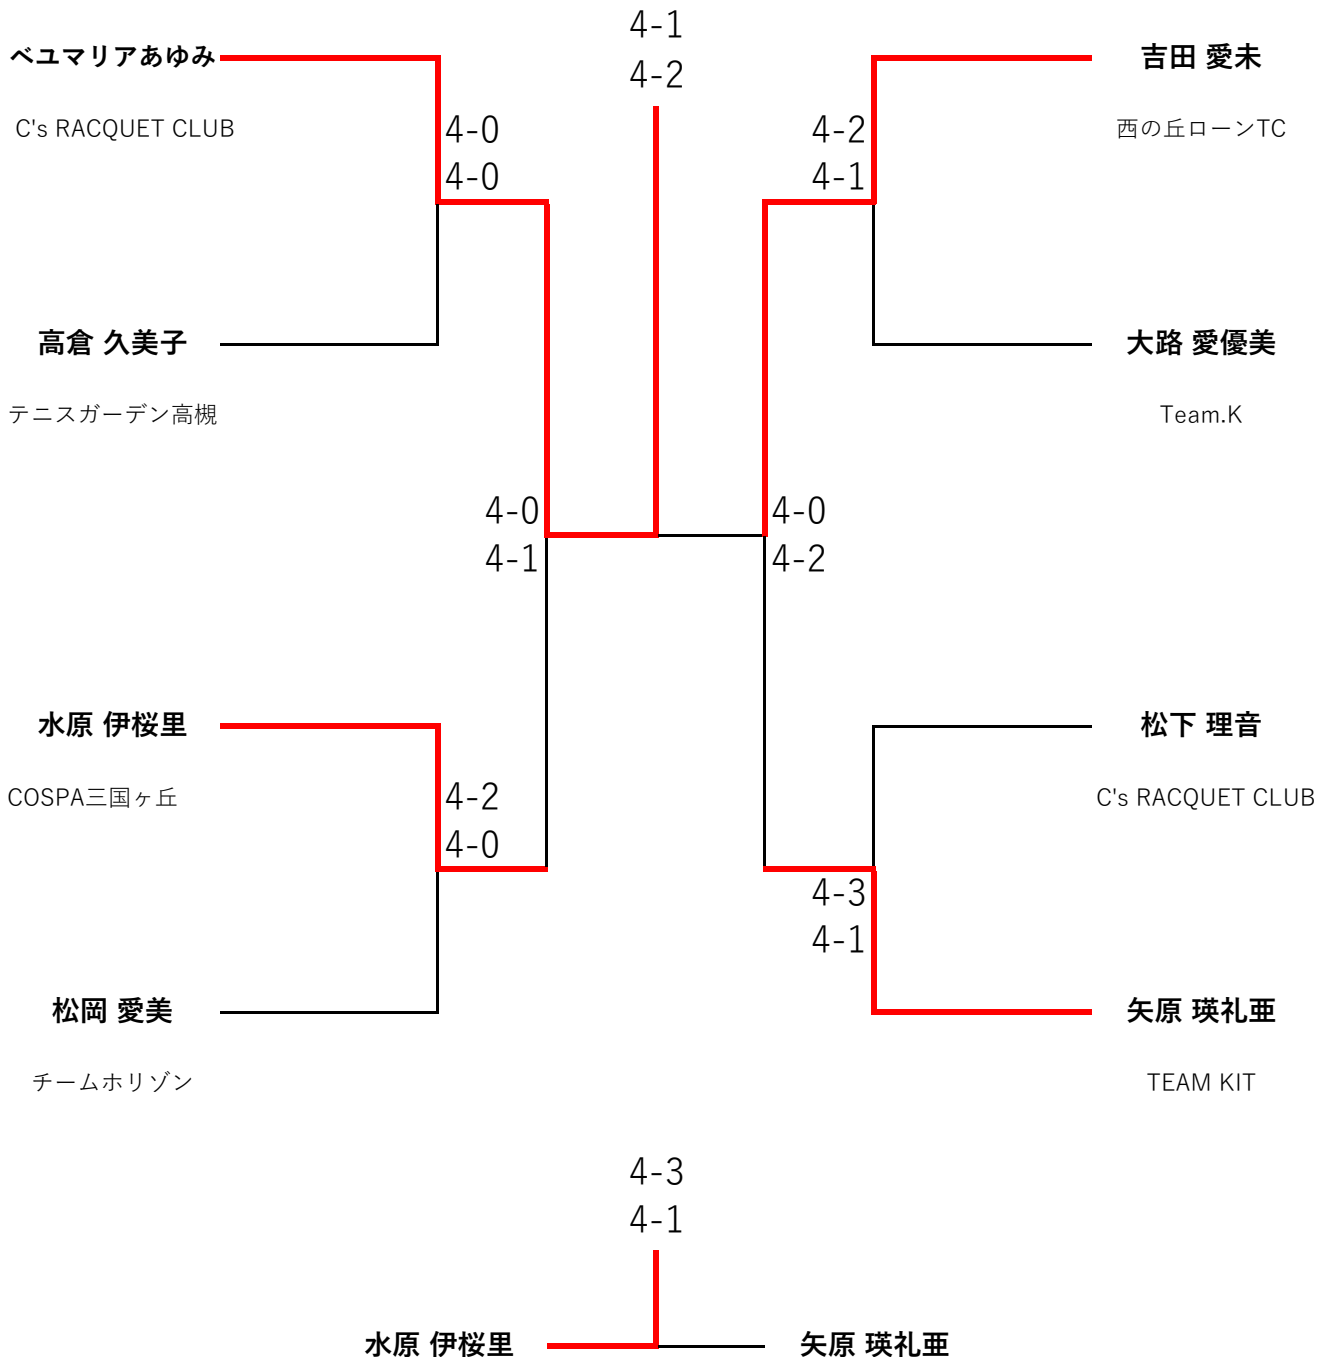 4-1
4-2
ベユマリアあゆみ
C's RACQUET CLUB
4-0
4-0
高倉 久美子
テニスガーデン高槻
4-0
4-1
水原 伊桜里
COSPA三国ヶ丘
4-2
4-0
松岡 愛美
チームホリゾン
吉田 愛未
西の丘ローンTC
4-2
4-1
大路 愛優美
Team.K
4-0
4-2
松下 理音
C's RACQUET CLUB
4-3
4-1
矢原 瑛礼亜
TEAM KIT
4-3
4-1
水原 伊桜里
矢原 瑛礼亜